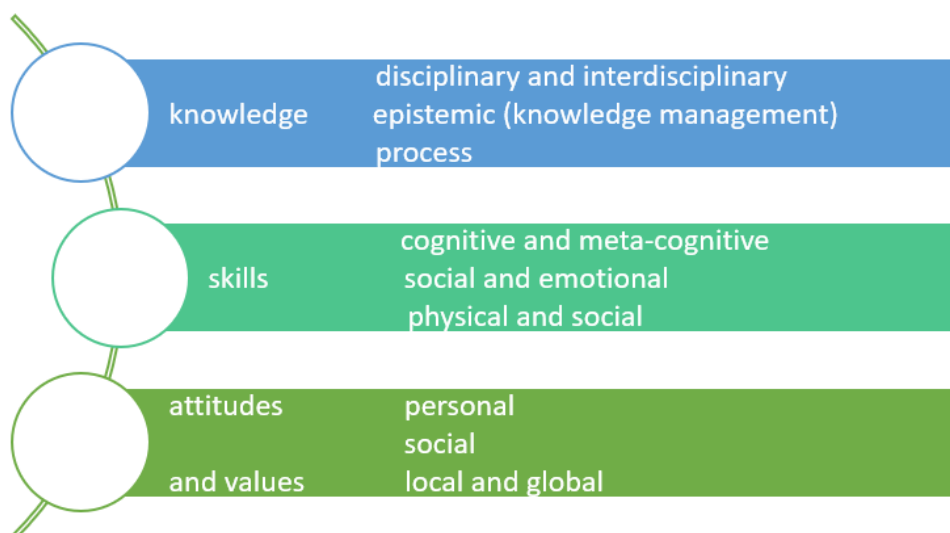 knowledge disciplinary and interdisciplinary
epistemic (knowledge management)
process
skills cognitive and meta-cognitive
social and emotional
physical and social
attitudes personal
social
and values local and global